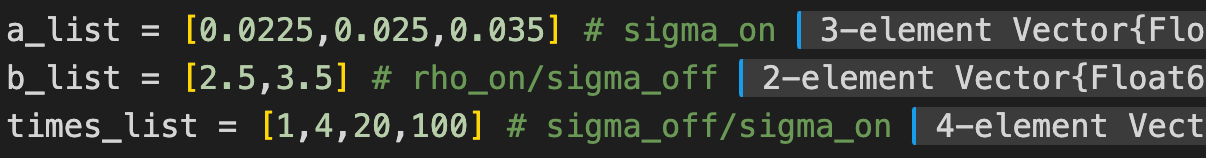 a_list = [0.0225,0.025,0.035] # sigma_on 3-element Vector{Flo
b_list = [2.5,3.5] # rho_on/sigma_off 2-element Vector{Float6
times_list = [1,4,20,100] # sigma_off/sigma_on 4-element Vect